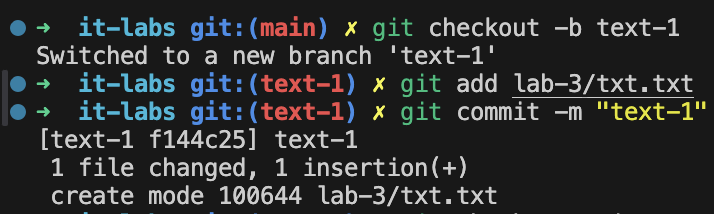 ➜ it-labs git:(main) ✗ git checkout -b text-1
Switched to a new branch 'text-1'
➜ it-labs git:(text-1) ✗ git add lab-3/txt.txt
➜ it-labs git:(text-1) ✗ git commit -m "text-1"
[text-1 f144c25] text-1
1 file changed, 1 insertion(+)
create mode 100644 lab-3/txt.txt